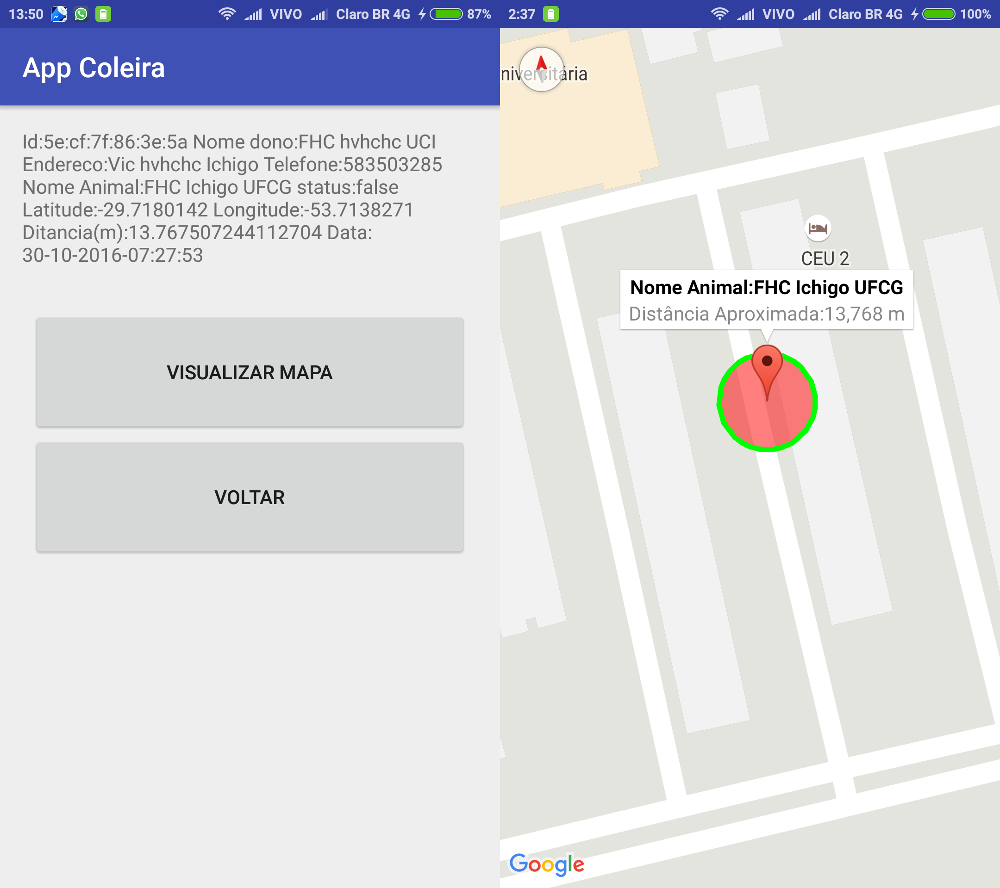 13:50 VIVO Claro BR 4G 87%
App Coleira
Id:5e:cf:7f:86:3e:5a Nome dono:FHC hvhchc UCI
Endereco:Vic hvhchc Ichigo Telefone:583503285
Nome Animal:FHC Ichigo UFCG status:false
Latitude:-29.7180142 Longitude:-53.7138271
Ditancia(m):13.767507244112704 Data:
30-10-2016-07:27:53
VISUALIZAR MAPA
VOLTAR
2:37 VIVO Claro BR 4G 100%
niversitária
CEU 2
Nome Animal:FHC Ichigo UFCG
Distância Aproximada:13,768 m
Google